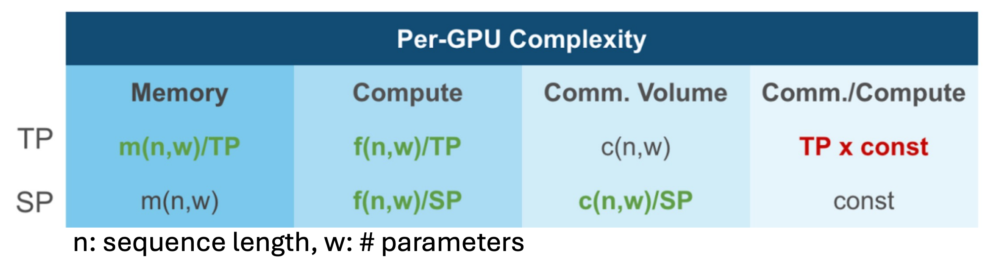 Per-GPU Complexity
Memory Compute Comm. Volume Comm./Compute
TP m(n,w)/TP f(n,w)/TP c(n,w) TP x const
SP m(n,w) f(n,w)/SP c(n,w)/SP const
n: sequence length, w: # parameters